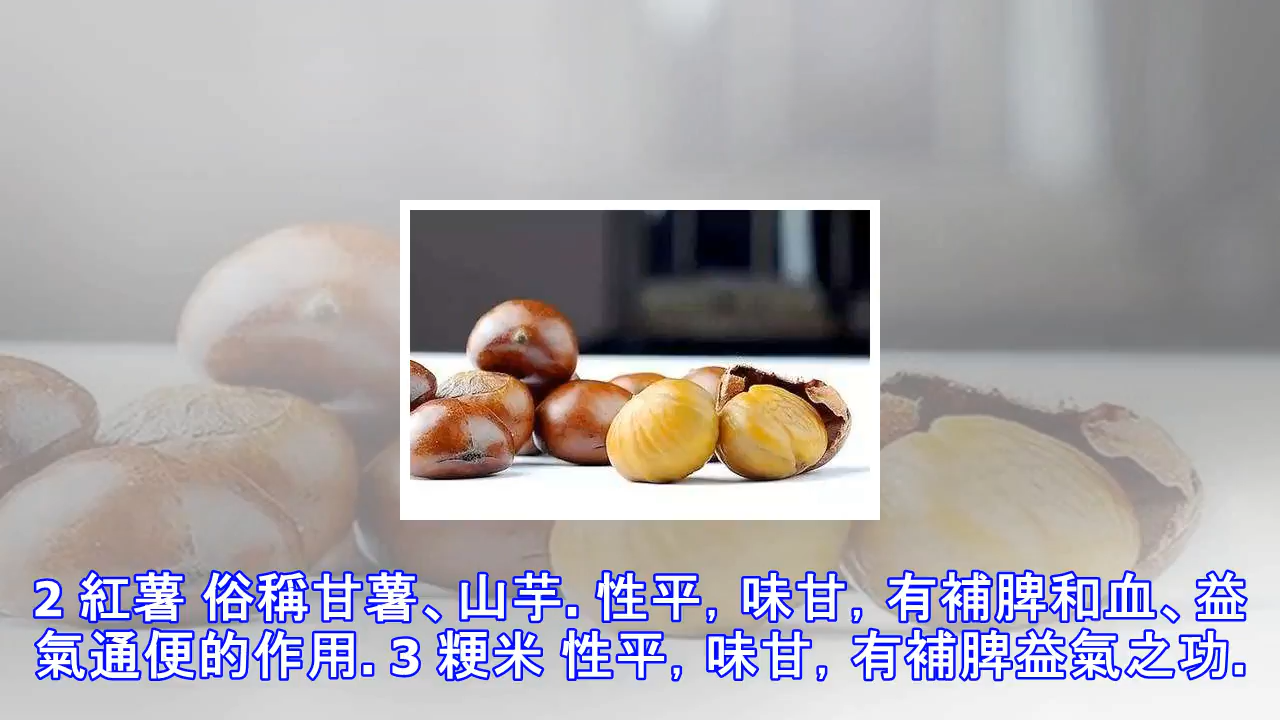 2 紅薯 俗稱甘薯、山芋. 性平, 味甘, 有補脾和血、益
氣通便的作用. 3 粳米 性平, 味甘, 有補脾益氣之功.